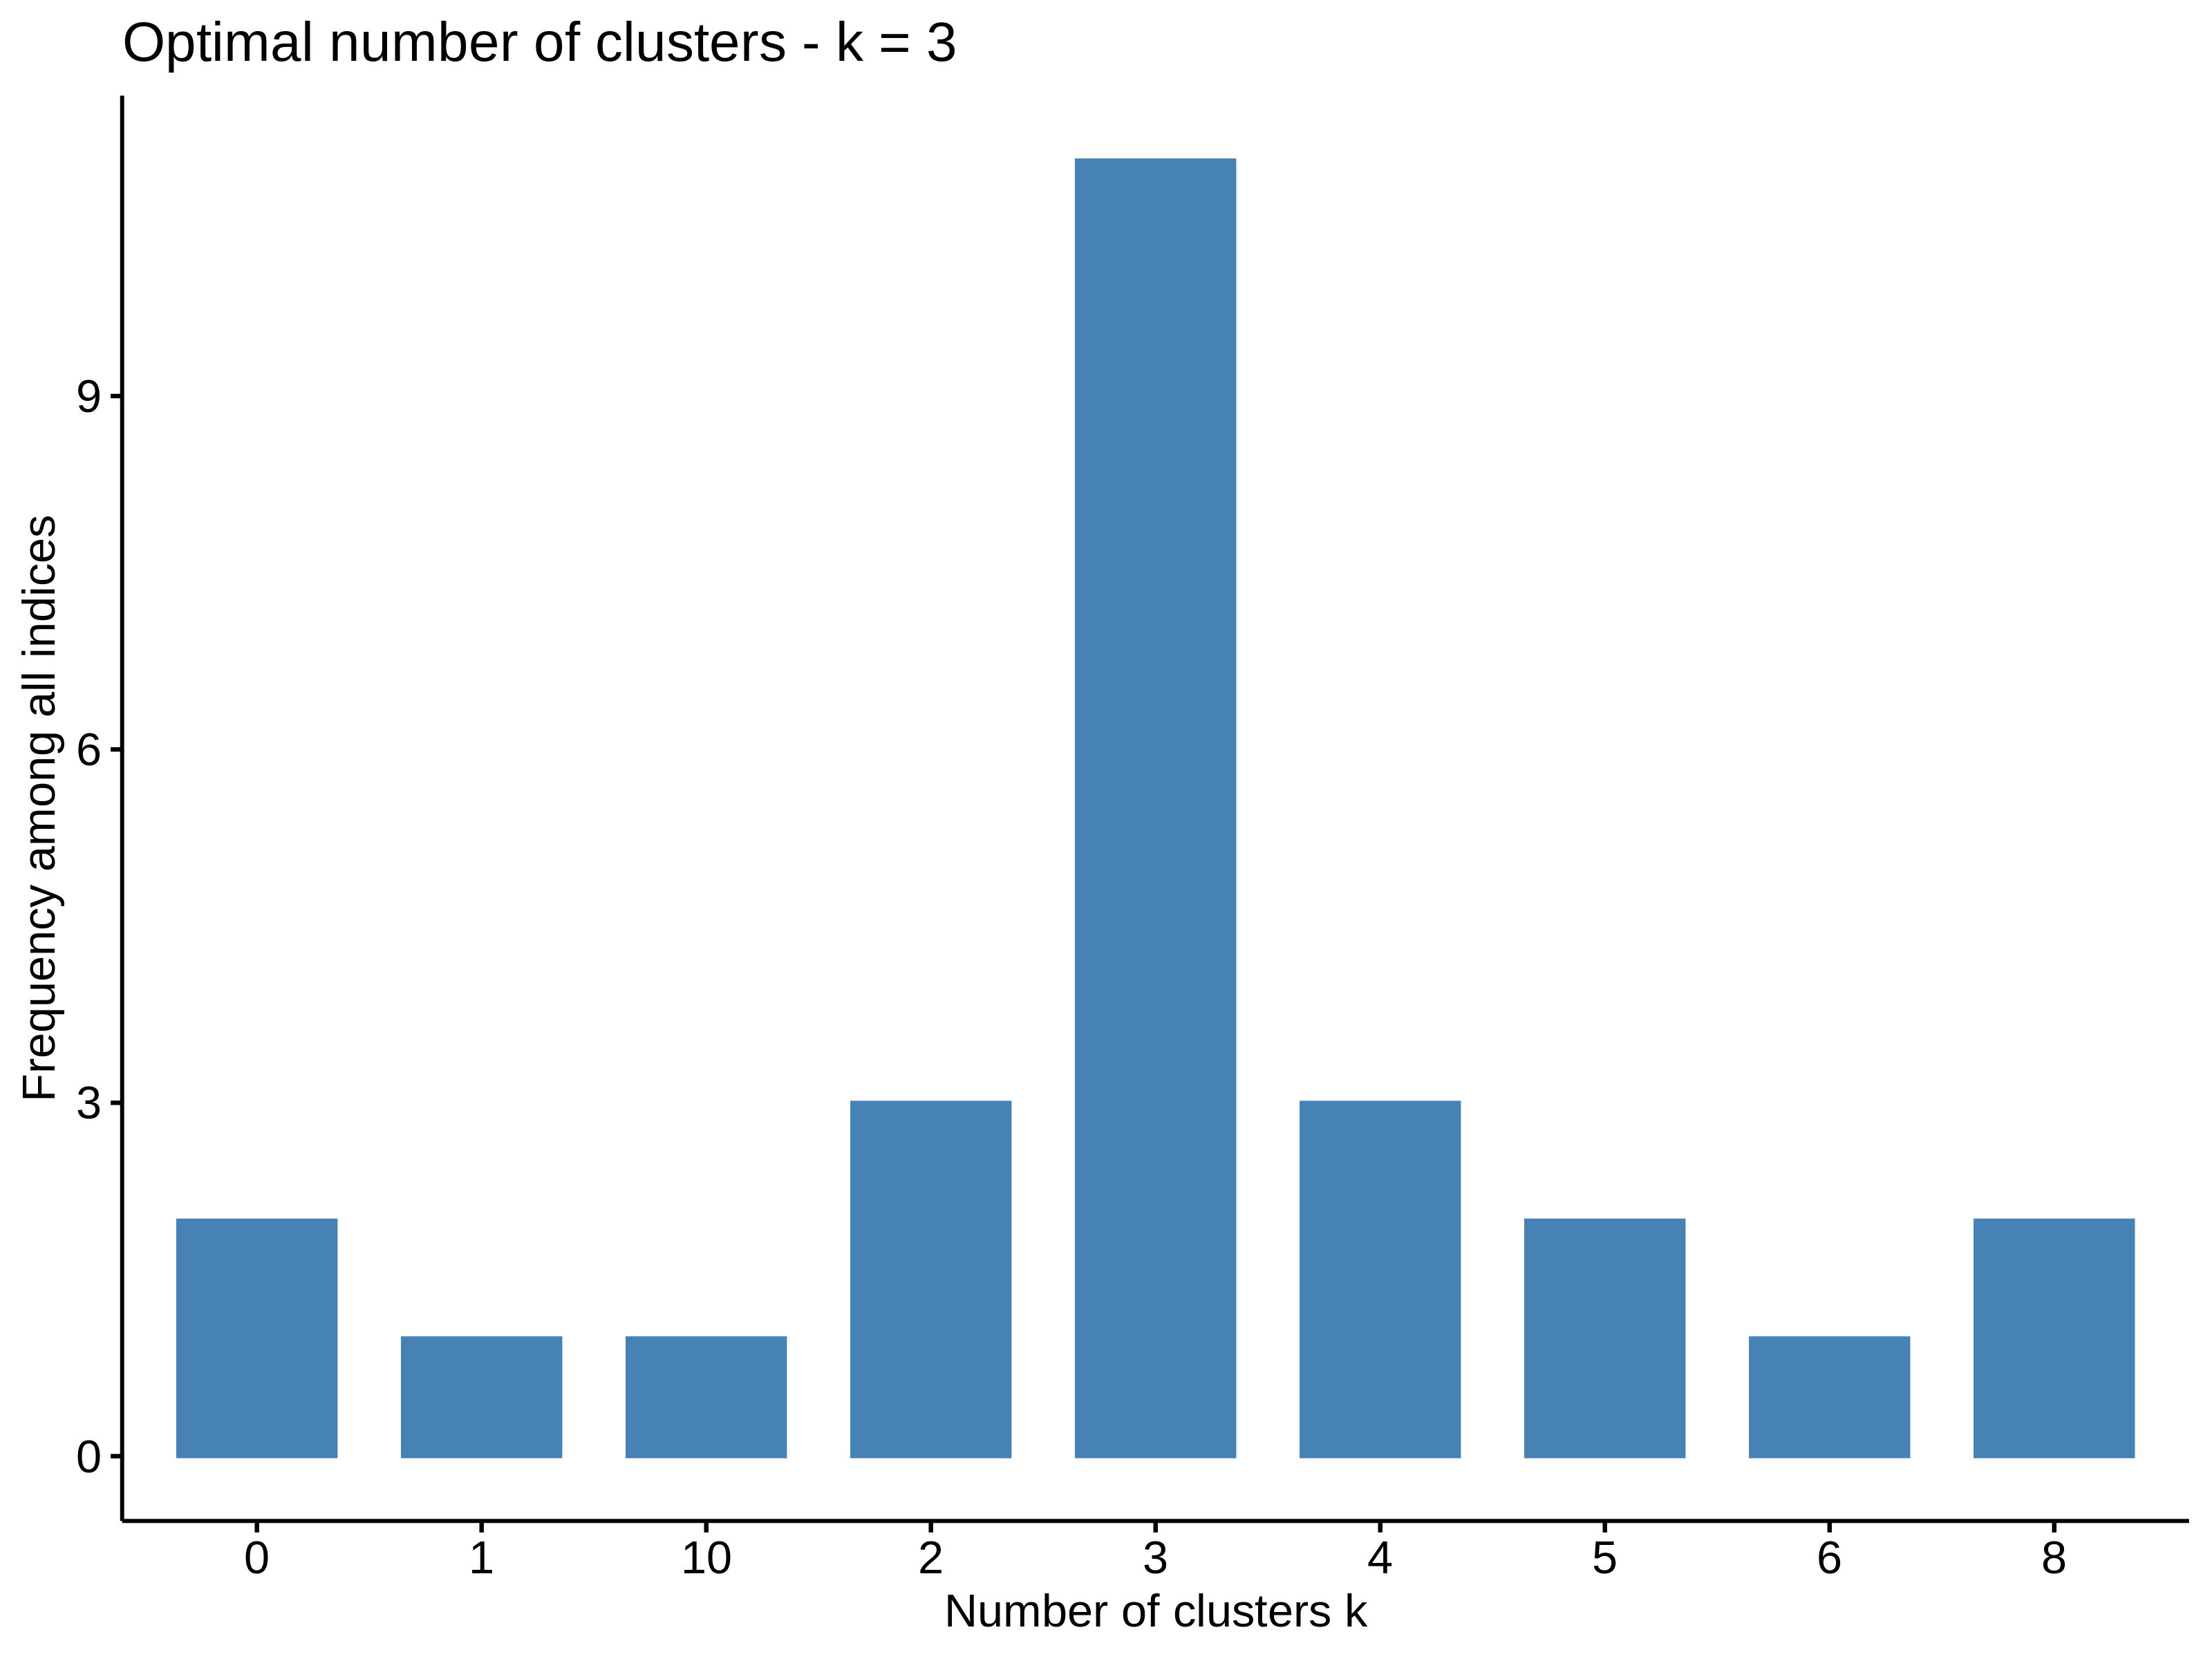 Optimal number of clusters - k = 3
Frequency among all indices
9
6
3
0
0 1 10 2 3 4 5 6 8
Number of clusters k